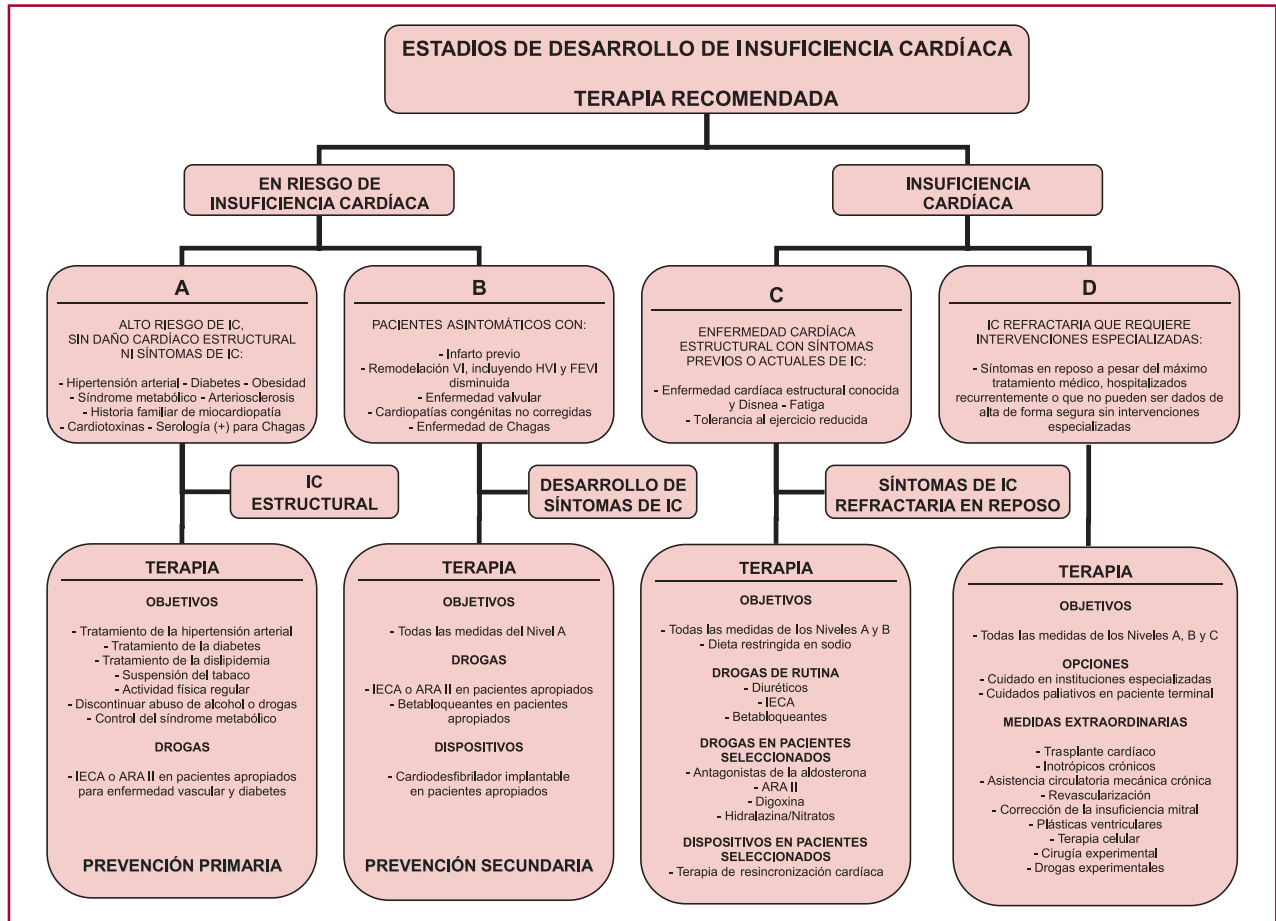 ESTADIOS DE DESARROLLO DE INSUFICIENCIA CARDÍACA
TERAPIA RECOMENDADA
EN RIESGO DE
INSUFICIENCIA CARDÍACA
INSUFICIENCIA
CARDÍACA
A
ALTO RIESGO DE IC,
SIN DAÑO CARDÍACO ESTRUCTURAL
NI SÍNTOMAS DE IC:
- Hipertensión arterial - Diabetes - Obesidad
- Síndrome metabólico - Arteriosclerosis
- Historia familiar de miocardiopatía
- Cardiotoxinas - Serología (+) para Chagas
B
PACIENTES ASINTOMÁTICOS CON:
- Infarto previo
- Remodelación VI, incluyendo HVI y FEVI
disminuida
- Enfermedad valvular
- Cardiopatías congénitas no corregidas
- Enfermedad de Chagas
C
ENFERMEDAD CARDÍACA
ESTRUCTURAL CON SÍNTOMAS
PREVIOS O ACTUALES DE IC:
- Enfermedad cardíaca estructural conocida
y Disnea - Fatiga
- Tolerancia al ejercicio reducida
D
IC REFRACTARIA QUE REQUIERE
INTERVENCIONES ESPECIALIZADAS:
- Síntomas en reposo a pesar del máximo
tratamiento médico, hospitalizados
recurrentemente o que no pueden ser dados de
alta de forma segura sin intervenciones
especializadas
IC
ESTRUCTURAL
DESARROLLO DE
SÍNTOMAS DE IC
SÍNTOMAS DE IC
REFRACTARIA EN REPOSO
TERAPIA
OBJETIVOS
- Tratamiento de la hipertensión arterial
- Tratamiento de la diabetes
- Tratamiento de la dislipidemia
- Suspensión del tabaco
- Actividad física regular
- Discontinuar abuso de alcohol o drogas
- Control del síndrome metabólico
DROGAS
- IECA o ARA II en pacientes apropiados
para enfermedad vascular y diabetes
PREVENCIÓN PRIMARIA
TERAPIA
OBJETIVOS
- Todas las medidas del Nivel A
DROGAS
- IECA o ARA II en pacientes apropiados
- Betabloqueantes en pacientes
apropiados
DISPOSITIVOS
- Cardiodesfibrilador implantable
en pacientes apropiados
PREVENCIÓN SECUNDARIA
TERAPIA
OBJETIVOS
- Todas las medidas de los Niveles A y B
- Dieta restringida en sodio
DROGAS DE RUTINA
- Diuréticos
- IECA
- Betabloqueantes
DROGAS EN PACIENTES
SELECCIONADOS
- Antagonistas de la aldosterona
- ARA II
- Digoxina
- Hidralazina/Nitratos
DISPOSITIVOS EN PACIENTES
SELECCIONADOS
- Terapia de resincronización cardíaca
TERAPIA
OBJETIVOS
- Todas las medidas de los Niveles A, B y C
OPCIONES
- Cuidado en instituciones especializadas
- Cuidados paliativos en paciente terminal
MEDIDAS EXTRAORDINARIAS
- Trasplante cardíaco
- Inotrópicos crónicos
- Asistencia circulatoria mecánica crónica
- Revascularización
- Corrección de la insuficiencia mitral
- Plásticas ventriculares
- Terapia celular
- Cirugía experimental
- Drogas experimentales